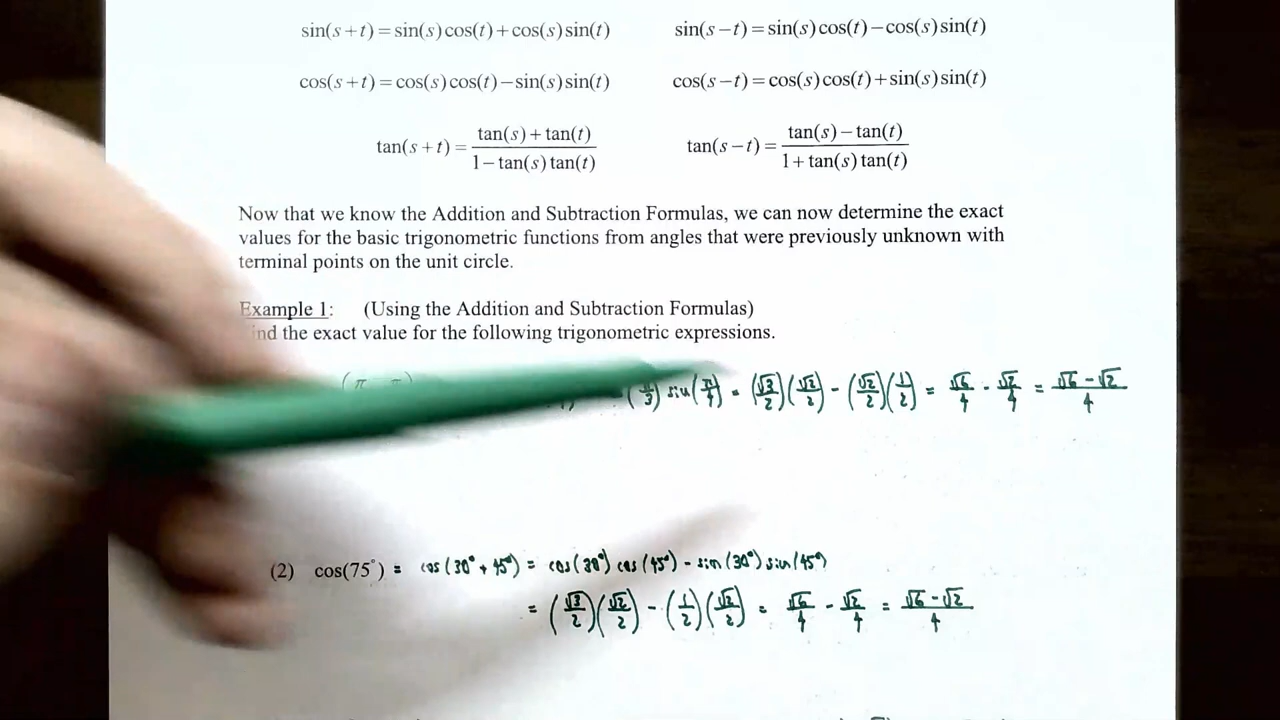 sin(s+t)=sin(s)cos(t)+cos(s)sin(t) sin(s−t)=sin(s)cos(t)−cos(s)sin(t)
cos(s+t)=cos(s)cos(t)−sin(s)sin(t) cos(s−t)=cos(s)cos(t)+sin(s)sin(t)
tan(s+t)=\frac{tan(s)+tan(t)}{1−tan(s)tan(t)} tan(s−t)=\frac{tan(s)−tan(t)}{1+tan(s)tan(t)}
Now that we know the Addition and Subtraction Formulas, we can now determine the exact
values for the basic trigonometric functions from angles that were previously unknown with
terminal points on the unit circle.
Example 1: (Using the Addition and Subtraction Formulas)
the exact value for the following trigonometric expressions.
sin(π/4) = (√3/2)(√2/2) - (√2/2)(1/2) = √6/4 - √2/4 = \frac{√6-√2}{4}
(2) cos(75°) = cos(30° + 45°) = cos(30°) cos(45°) - sin(30°) sin(45°)
= (√3/2)(√2/2) - (1/2)(√2/2) = √6/4 - √2/4 = \frac{√6-√2}{4}